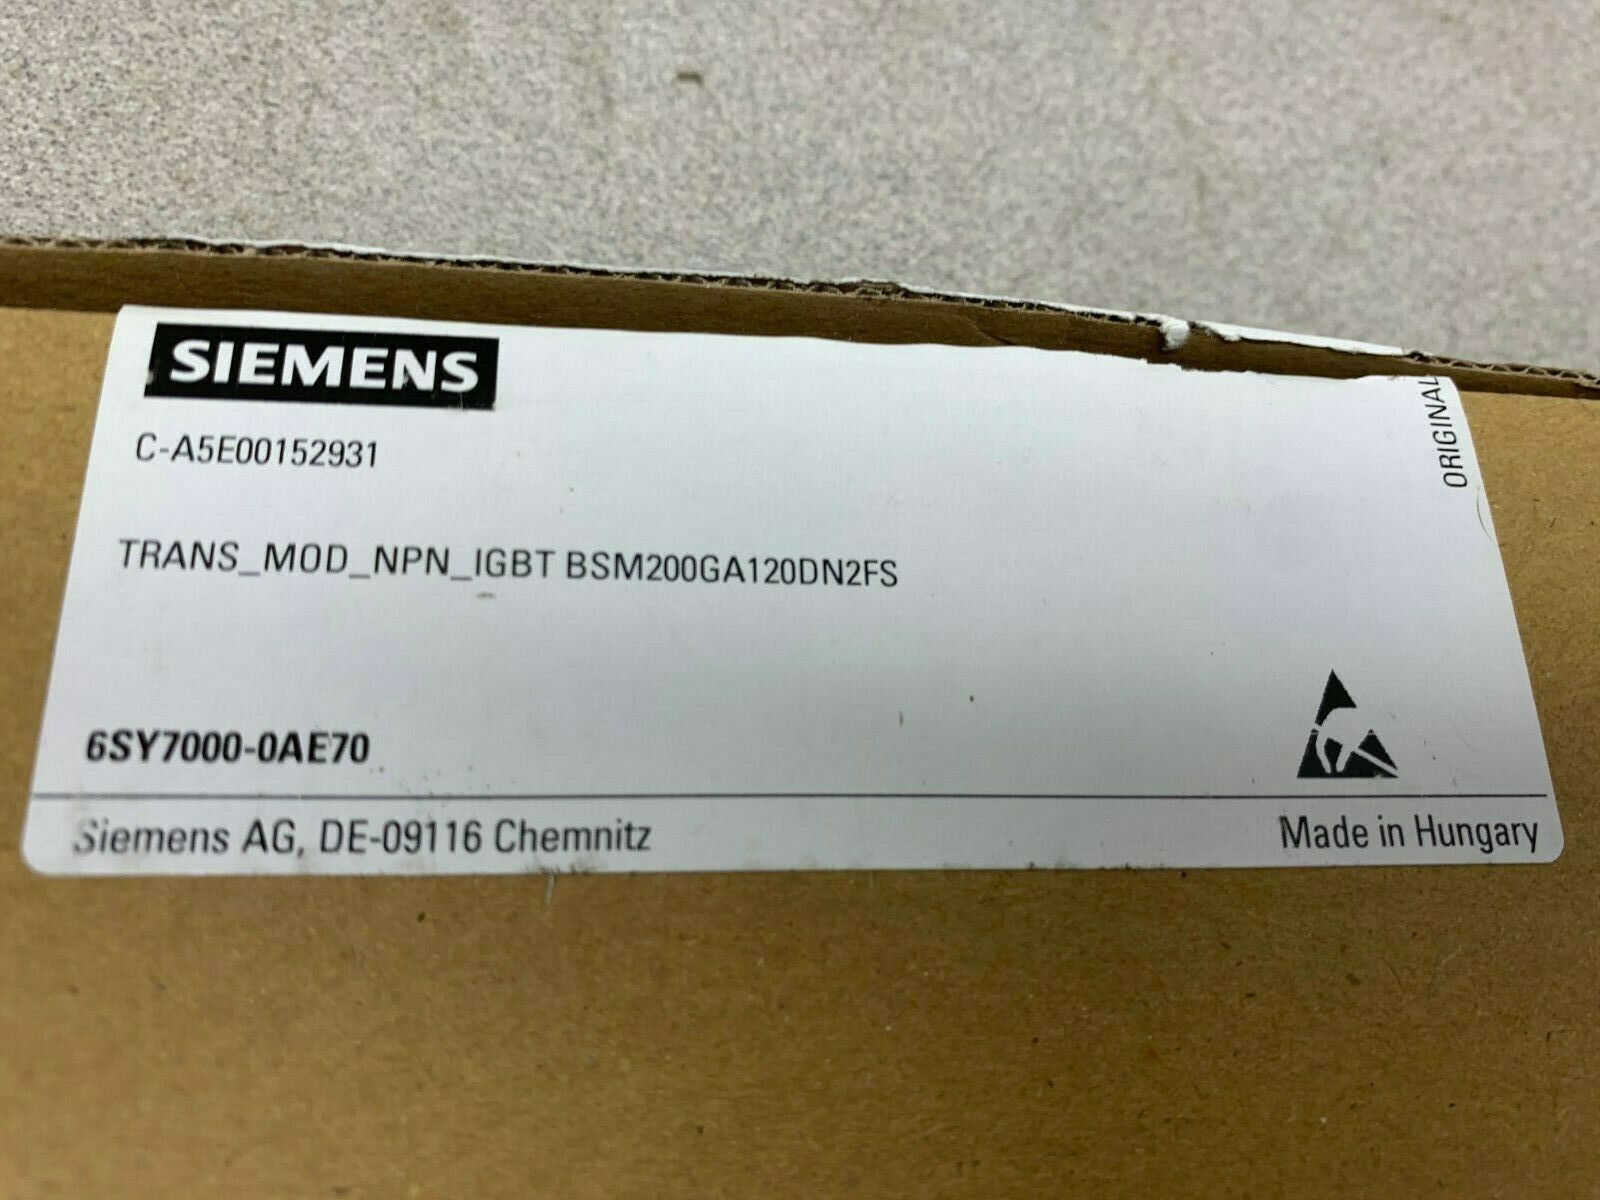 SIEMENS
C-A5E00152931
ORIGINAL
TRANS_MOD_NPN_IGBT BSM200GA120DN2FS
6SY7000-0AE70
Siemens AG, DE-09116 Chemnitz
Made in Hungary